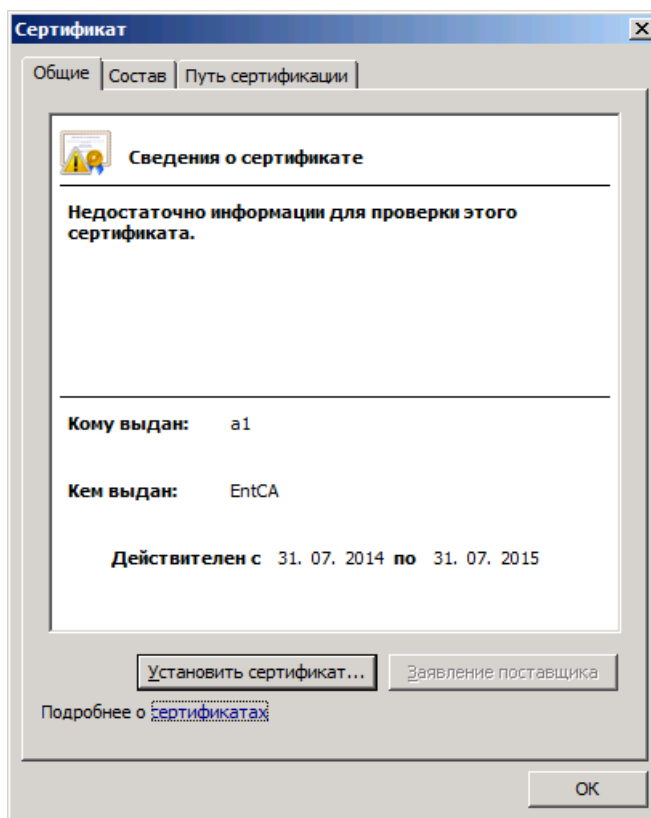 Сертификат
Общие Состав Путь сертификации
Сведения о сертификате
Недостаточно информации для проверки этого
сертификата.
Кому выдан: a1
Кем выдан: EntCA
Действителен с 31. 07. 2014 по 31. 07. 2015
Установить сертификат... Заявление поставщика
Подробнее о сертификатах
ОК